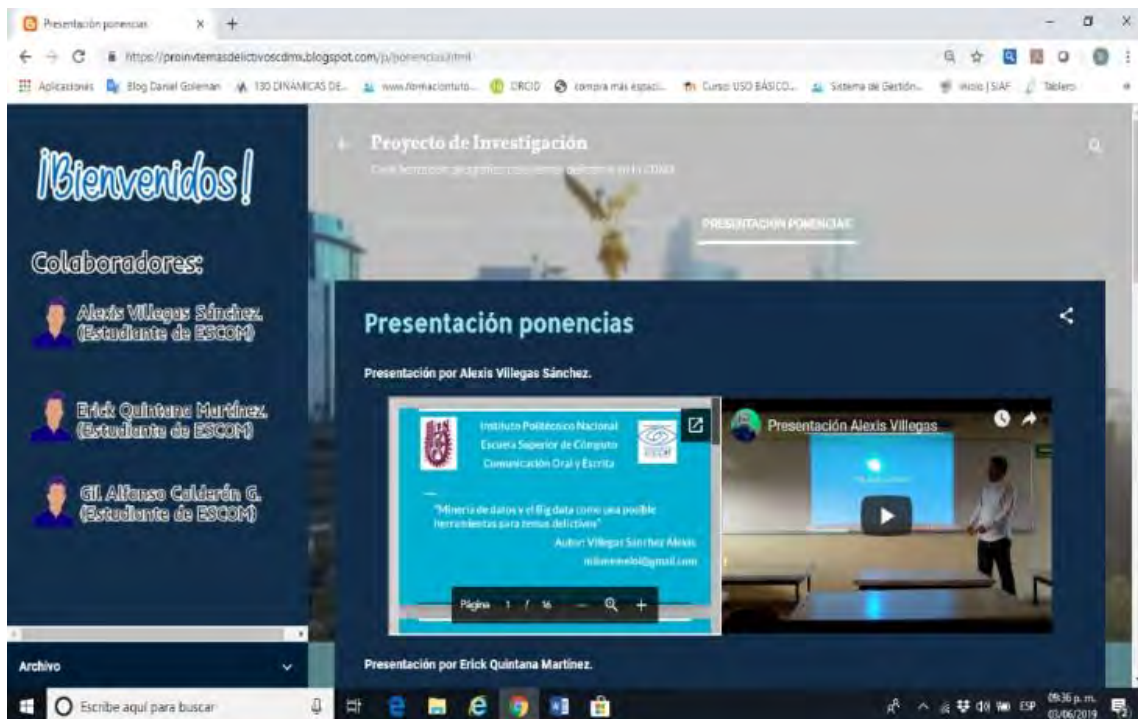 Presentación ponencias
https://proinvtemasdelictivoscdmx.blogspot.com/p/ponencias.html
Aplicaciones
Blog Daniel Goleman
130 DINAMICAS DE...
www.formaciontuto...
ORCID
compra mas espaci...
Curso: USO BÁSICO...
Sistema de Gestión...
Inicio | SIAF
Tablero
¡Bienvenidos!
Colaboradores:
Alexis Villegas Sánchez.
(Estudiante de ESCOM)
Erick Quintana Martínez.
(Estudiante de ESCOM)
Gil Alfonso Calderón G.
(Estudiante de ESCOM)
Archivo
Proyecto de Investigación
PRESENTACIÓN PONENCIAS
Presentación ponencias
Presentación por Alexis Villegas Sánchez.
Instituto Politécnico Nacional
Escuela Superior de Cómputo
Comunicación Oral y Escrita
"Minería de datos y el Big data como una posible
herramientas para temas delictivos"
Autor: Villegas Sánchez Alexis
Página 1 / 16
Presentación Alexis Villegas
Presentación por Erick Quintana Martínez.
Escribe aquí para buscar
ESP
09:36 p. m.
03/06/2019